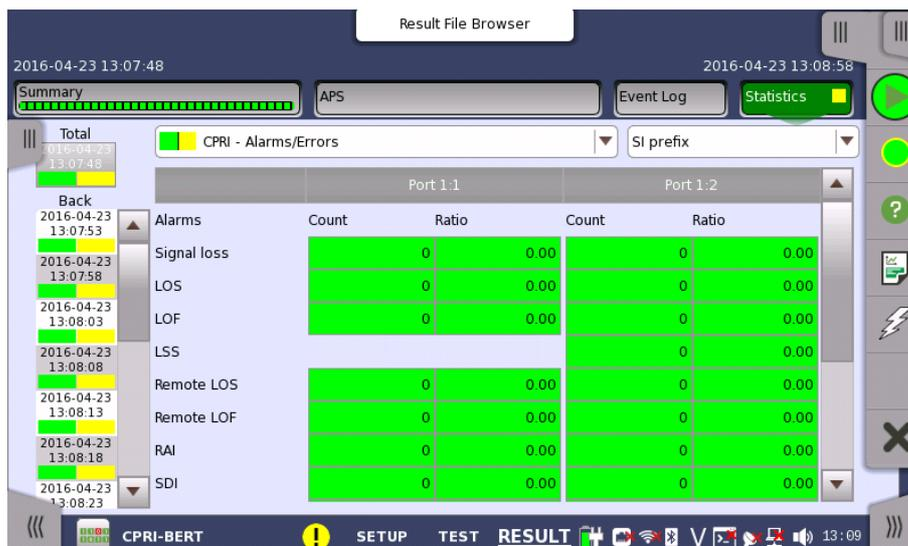 Result File Browser
2016-04-23 13:07:48
2016-04-23 13:08:58
Summary
APS
Event Log
Statistics
Total
016-04-23
13:07:48
CPRI - Alarms/Errors
SI prefix
Back
2016-04-23
13:07:53
2016-04-23
13:07:58
2016-04-23
13:08:03
2016-04-23
13:08:08
2016-04-23
13:08:13
2016-04-23
13:08:18
2016-04-23
13:08:23
Port 1:1 Port 1:2
Alarms Count Ratio Count Ratio
Signal loss 0 0.00 0 0.00
LOS 0 0.00 0 0.00
LOF 0 0.00 0 0.00
LSS 0 0.00
Remote LOS 0 0.00 0 0.00
Remote LOF 0 0.00 0 0.00
RAI 0 0.00 0 0.00
SDI 0 0.00 0 0.00
CPRI-BERT
SETUP TEST RESULT 13:09